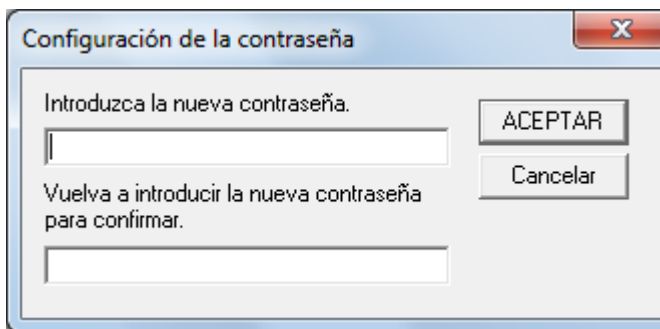 Configuración de la contraseña
Introduzca la nueva contraseña.
ACEPTAR
Cancelar
Vuelva a introducir la nueva contraseña
para confirmar.